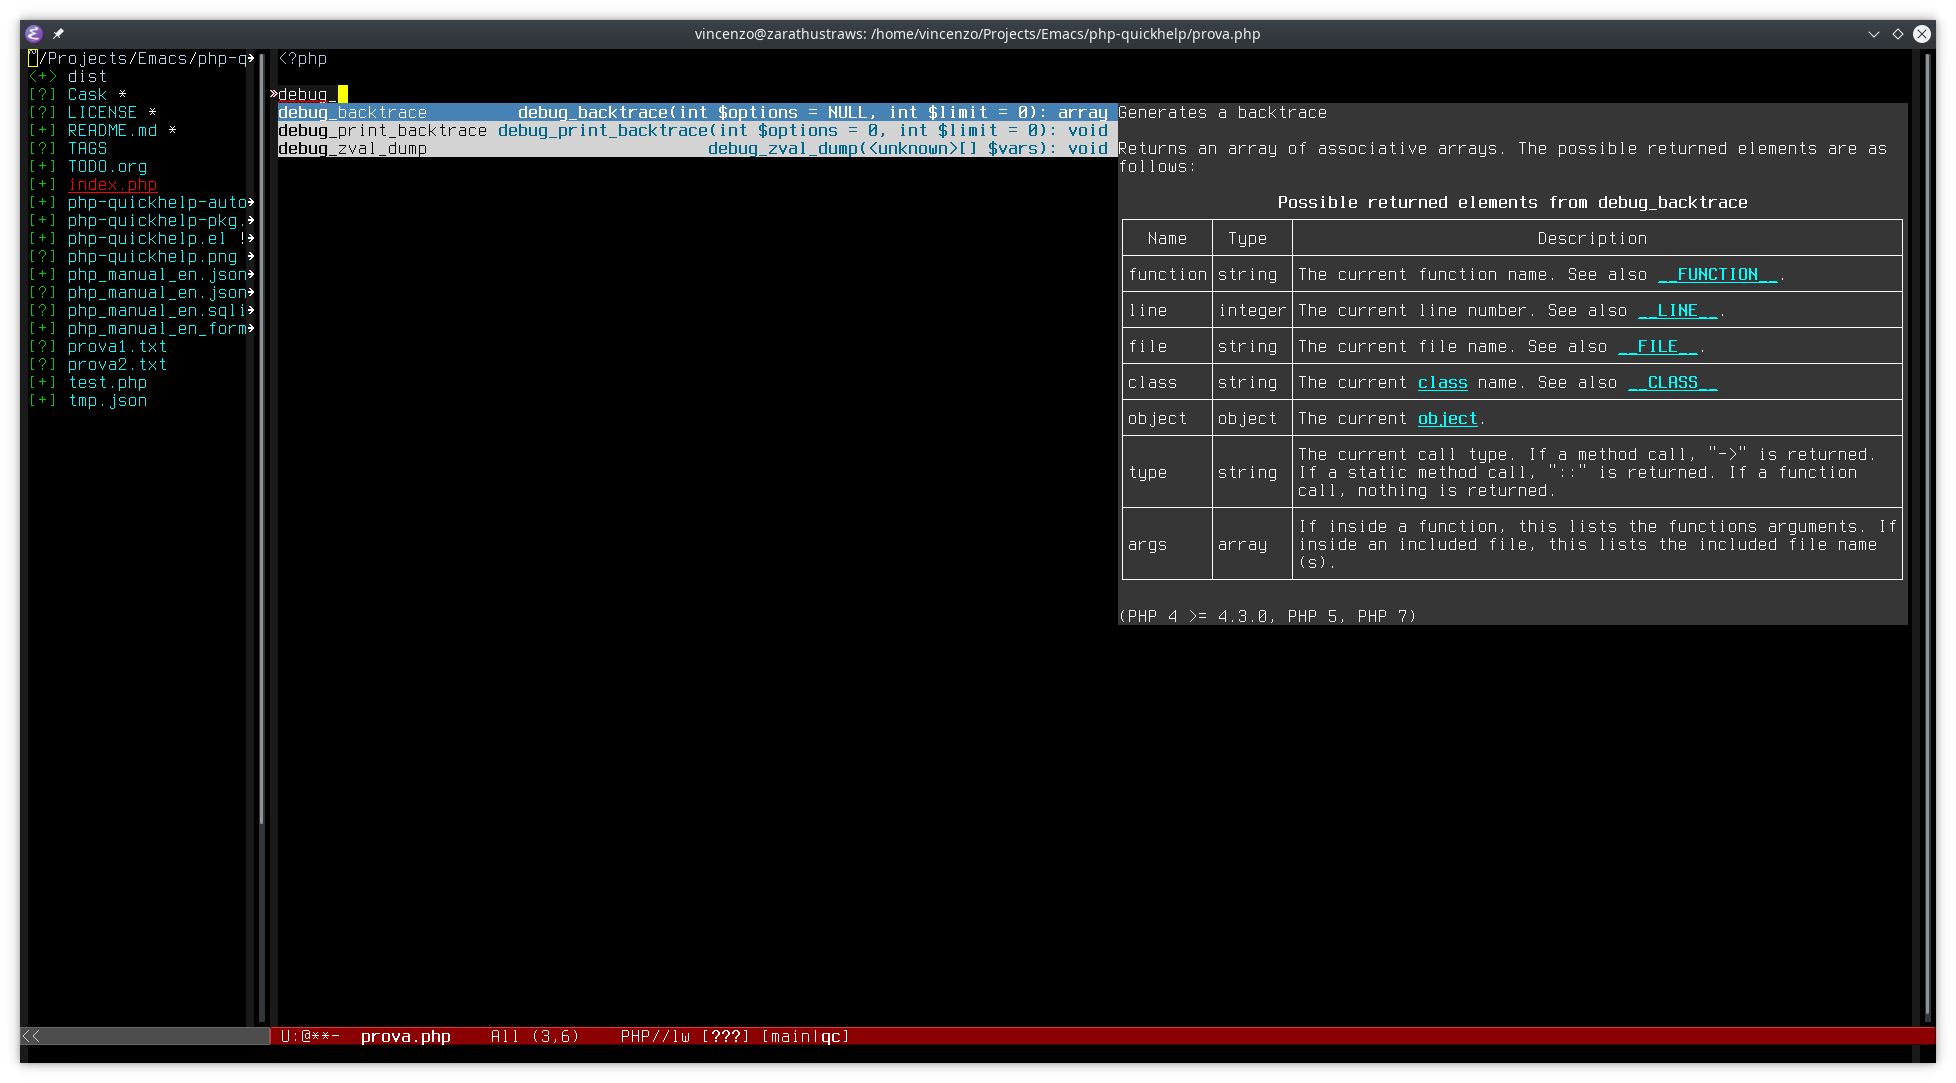 vincenzo@zarathustraws: /home/vincenzo/Projects/Emacs/php-quickhelp/prova.php
~/Projects/Emacs/php-q
<+> dist
[?] Cask *
[?] LICENSE *
[+] README.md *
[?] TAGS
[+] TODO.org
[+] index.php
[+] php-quickhelp-auto
[+] php-quickhelp-pkg.
[+] php-quickhelp.el !
[?] php-quickhelp.png
[+] php_manual_en.json
[?] php_manual_en.json
[?] php_manual_en.sqli
[+] php_manual_en_form
[?] prova1.txt
[?] prova2.txt
[+] test.php
[+] tmp.json
<?php
»debug_
debug_backtrace debug_backtrace(int $options = NULL, int $limit = 0): array
debug_print_backtrace debug_print_backtrace(int $options = 0, int $limit = 0): void
debug_zval_dump debug_zval_dump(<unknown>[] $vars): void
Generates a backtrace
Returns an array of associative arrays. The possible returned elements are as
follows:
Possible returned elements from debug_backtrace
Name Type Description
function string The current function name. See also __FUNCTION__.
line integer The current line number. See also __LINE__.
file string The current file name. See also __FILE__.
class string The current class name. See also __CLASS__
object object The current object.
type string The current call type. If a method call, "->" is returned.
If a static method call, "::" is returned. If a function
call, nothing is returned.
args array If inside a function, this lists the functions arguments. If
inside an included file, this lists the included file name
(s).
(PHP 4 >= 4.3.0, PHP 5, PHP 7)
<< U:@**- prova.php All (3,6) PHP//lw [???] [main|qc]